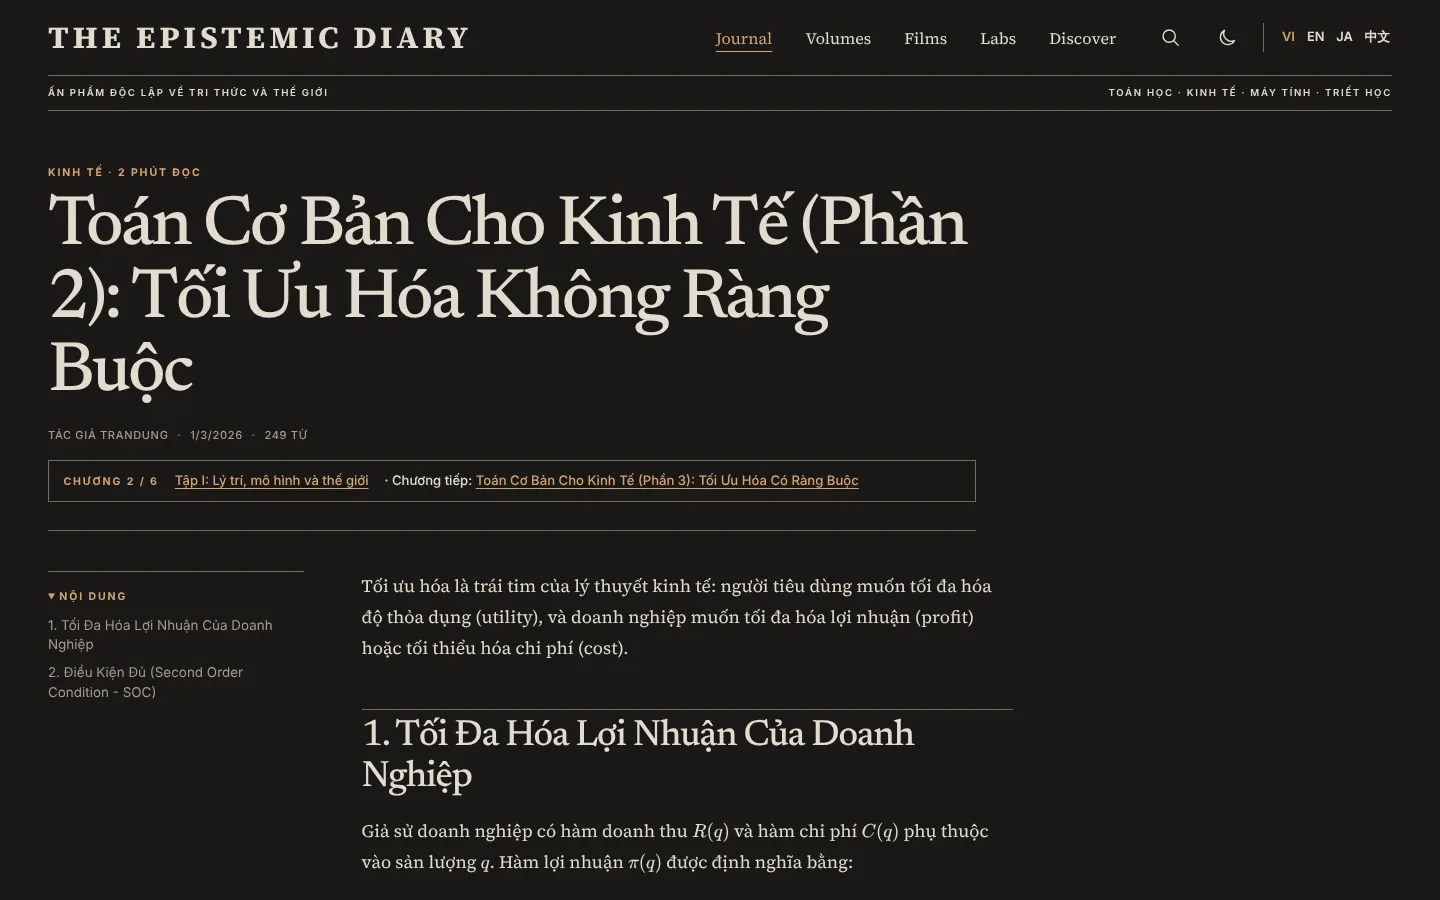 THE EPISTEMIC DIARY
Journal Volumes Films Labs Discover VI EN JA 中文
ẤN PHẨM ĐỘC LẬP VỀ TRI THỨC VÀ THẾ GIỚI
TOÁN HỌC · KINH TẾ · MÁY TÍNH · TRIẾT HỌC
KINH TẾ · 2 PHÚT ĐỌC
Toán Cơ Bản Cho Kinh Tế (Phần
2): Tối Ưu Hóa Không Ràng
Buộc
TÁC GIẢ TRANDUNG · 1/3/2026 · 249 TỪ
CHƯƠNG 2 / 6 Tập I: Lý trí, mô hình và thế giới · Chương tiếp: Toán Cơ Bản Cho Kinh Tế (Phần 3): Tối Ưu Hóa Có Ràng Buộc
▾ NỘI DUNG
1. Tối Đa Hóa Lợi Nhuận Của Doanh
Nghiệp
2. Điều Kiện Đủ (Second Order
Condition - SOC)
Tối ưu hóa là trái tim của lý thuyết kinh tế: người tiêu dùng muốn tối đa hóa
độ thỏa dụng (utility), và doanh nghiệp muốn tối đa hóa lợi nhuận (profit)
hoặc tối thiểu hóa chi phí (cost).
1. Tối Đa Hóa Lợi Nhuận Của Doanh
Nghiệp
Giả sử doanh nghiệp có hàm doanh thu R(q) và hàm chi phí C(q) phụ thuộc
vào sản lượng q. Hàm lợi nhuận π(q) được định nghĩa bằng: